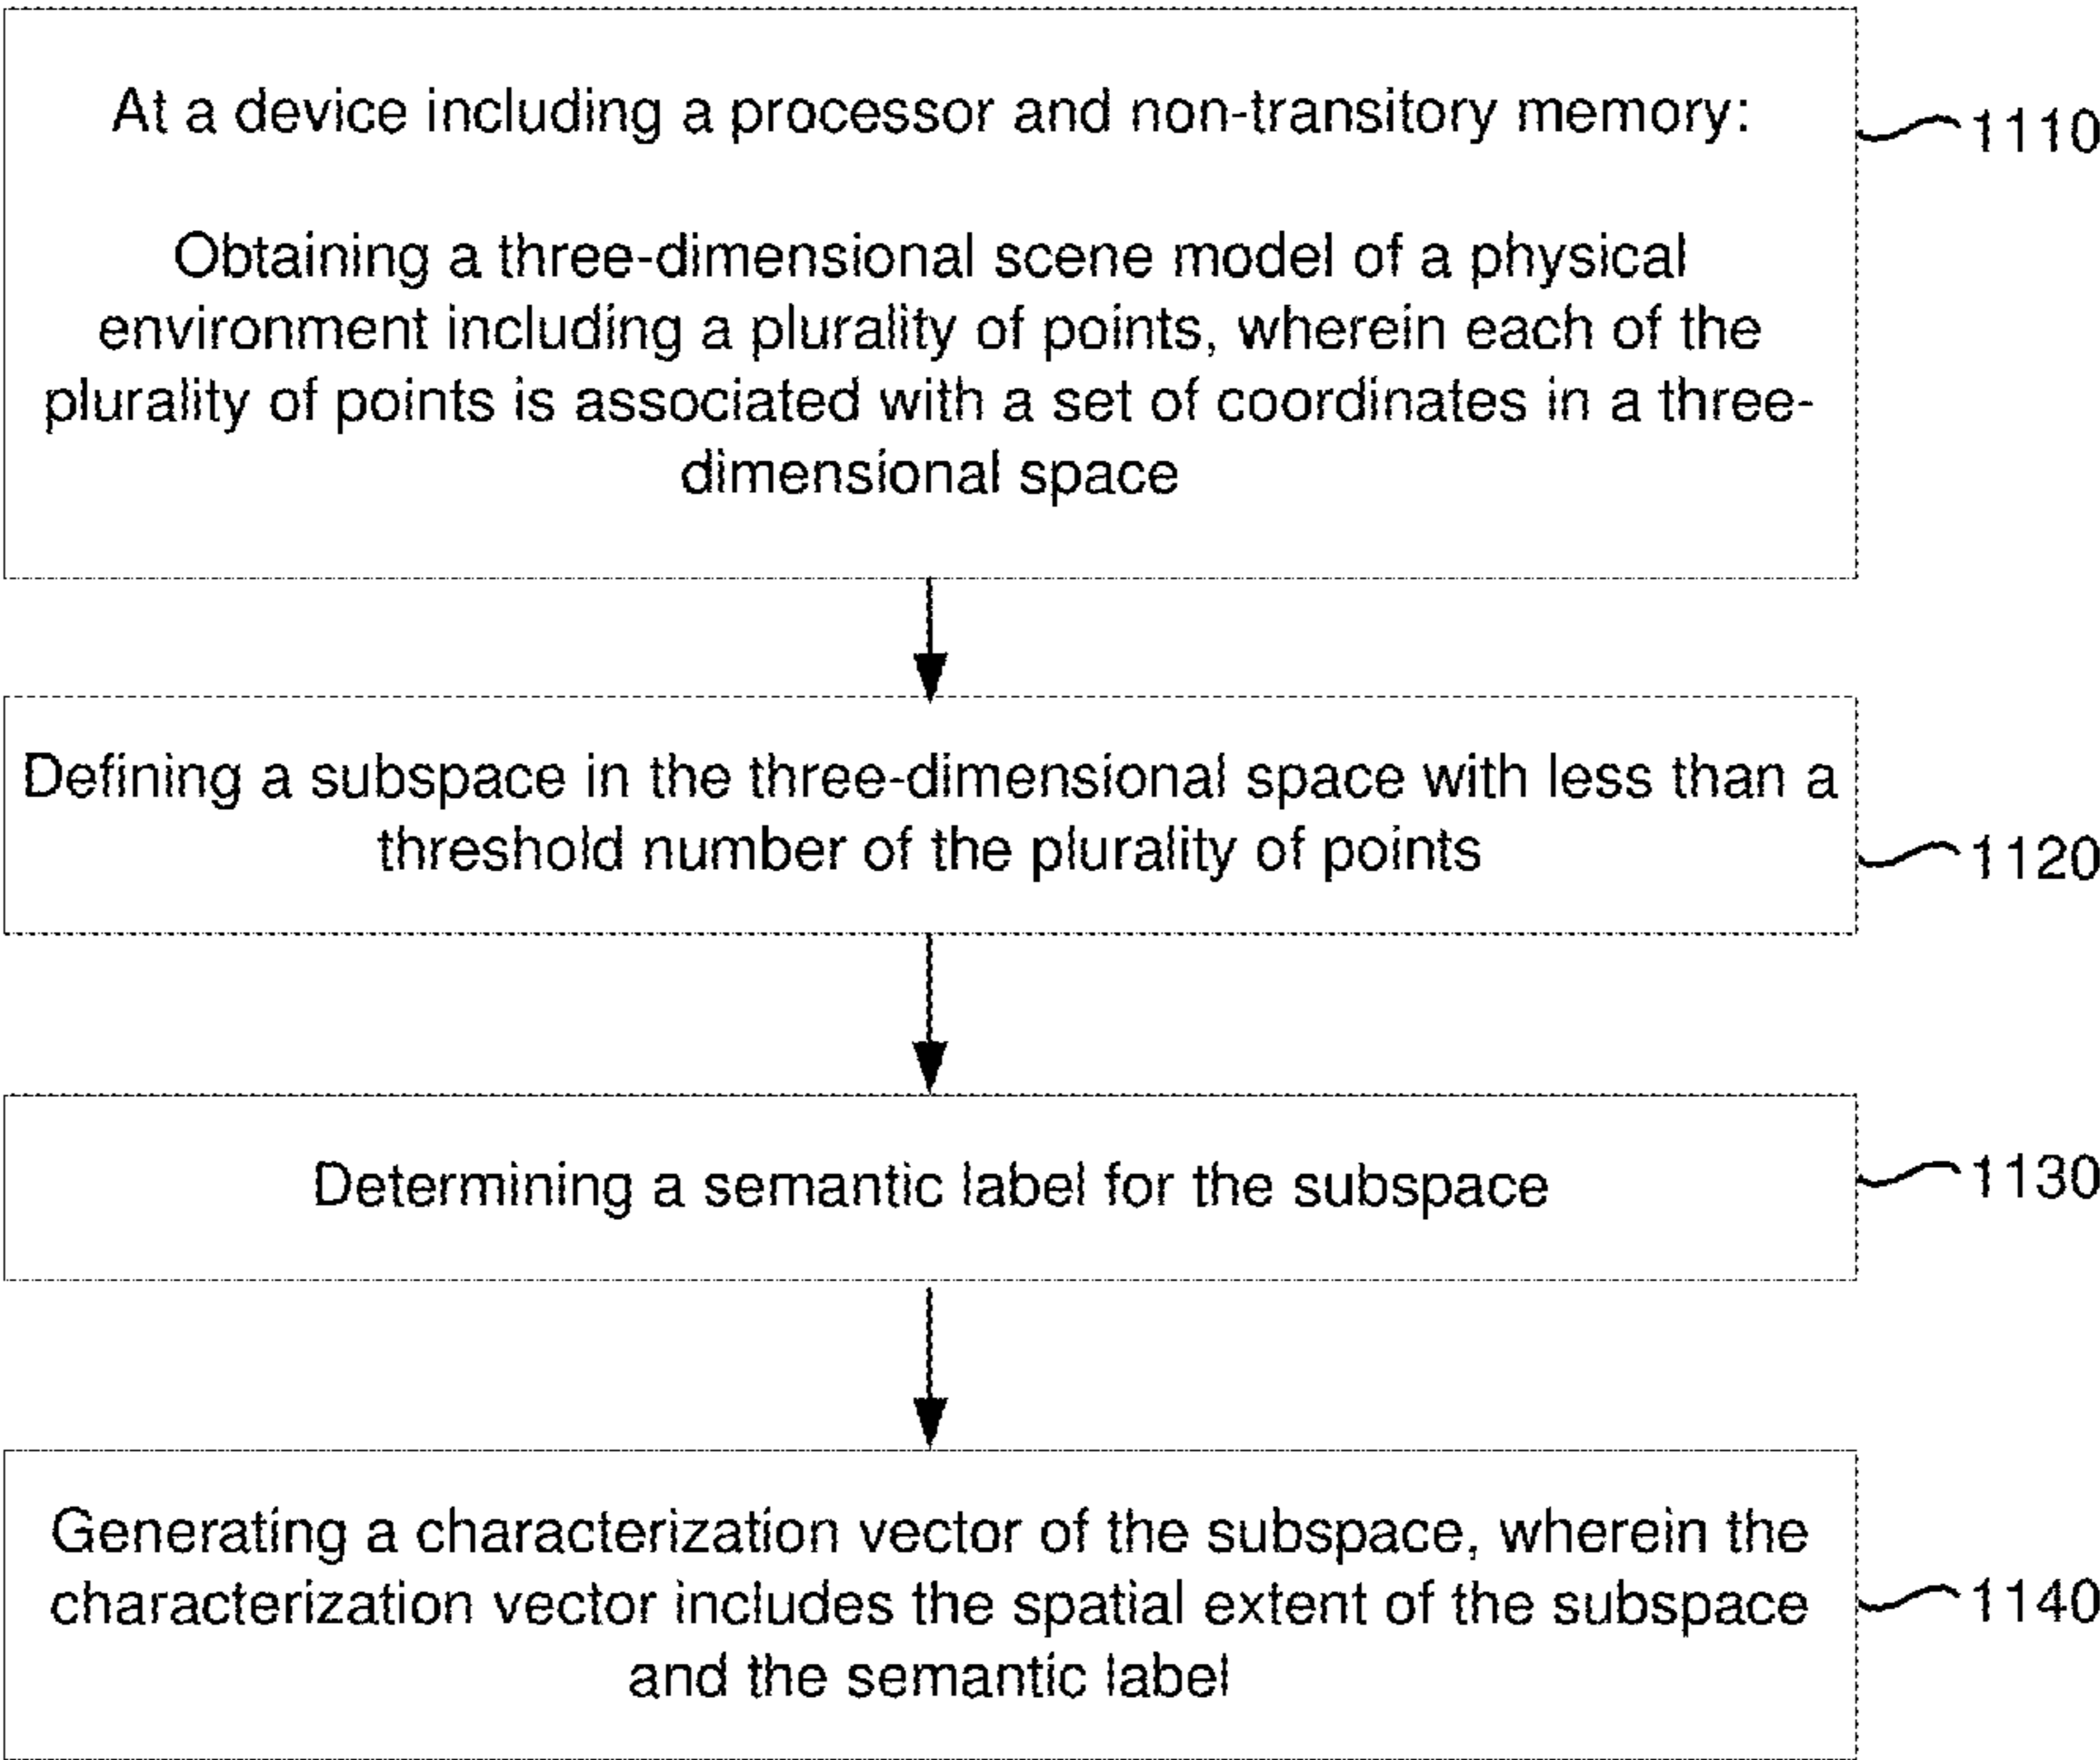 At a device including a processor and non-transitory memory:
1110
Obtaining a three-dimensional scene model of a physical
environment including a plurality of points, wherein each of the
plurality of points is associated with a set of coordinates in a three-
dimensional space
Defining a subspace in the three-dimensional space with less than a
threshold number of the plurality of points
1120
Determining a semantic label for the subspace
1130
Generating a characterization vector of the subspace, wherein the
characterization vector includes the spatial extent of the subspace
1140
and the semantic label